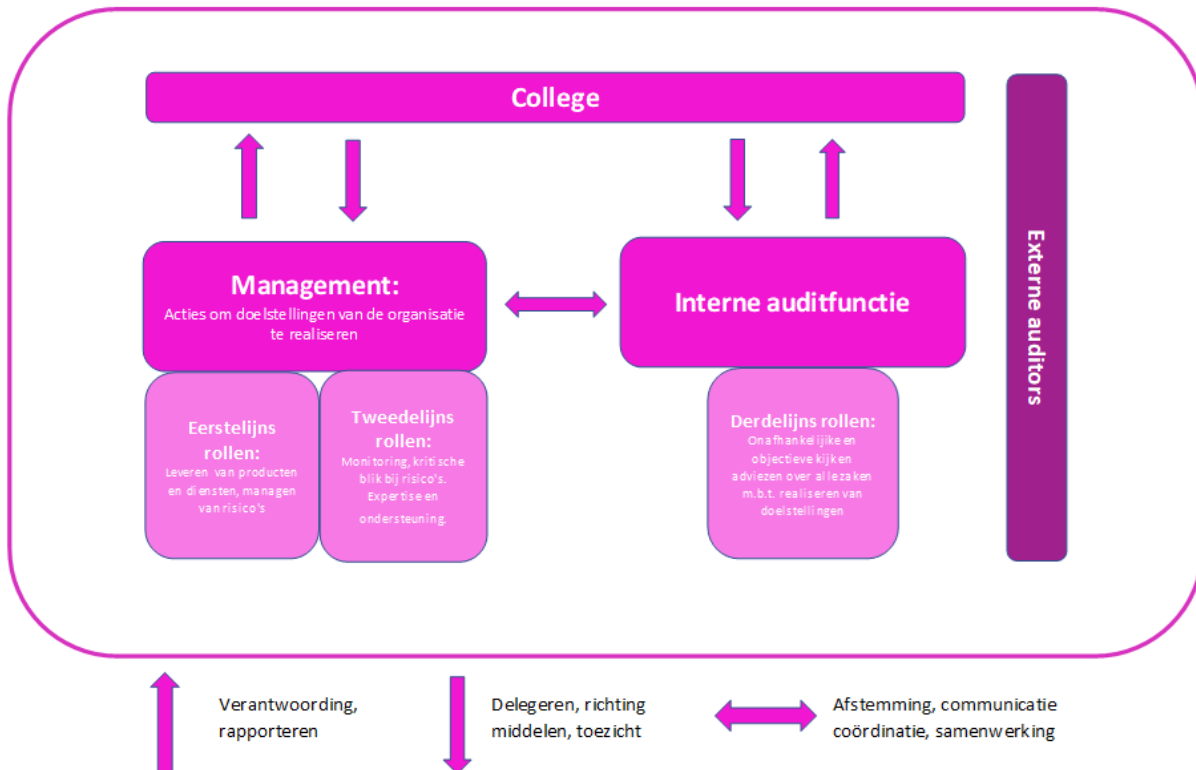 College
Management:
Acties om doelstellingen van de organisatie
te realiseren
Interne auditfunctie
Externe auditors
Eerstelijns
rollen:
Leveren van producten
en diensten, managen
van risico's
Tweedelijns
rollen:
Monitoring, kritische
blik bij risico's.
Expertise en
ondersteuning.
Derdelijns rollen:
Onafhankelijke en
objectieve kijk en
adviezen over alle zaken
m.b.t. realiseren van
doelstellingen
Verantwoording,
rapporteren
Delegeren, richting
middelen, toezicht
Afstemming, communicatie
coördinatie, samenwerking